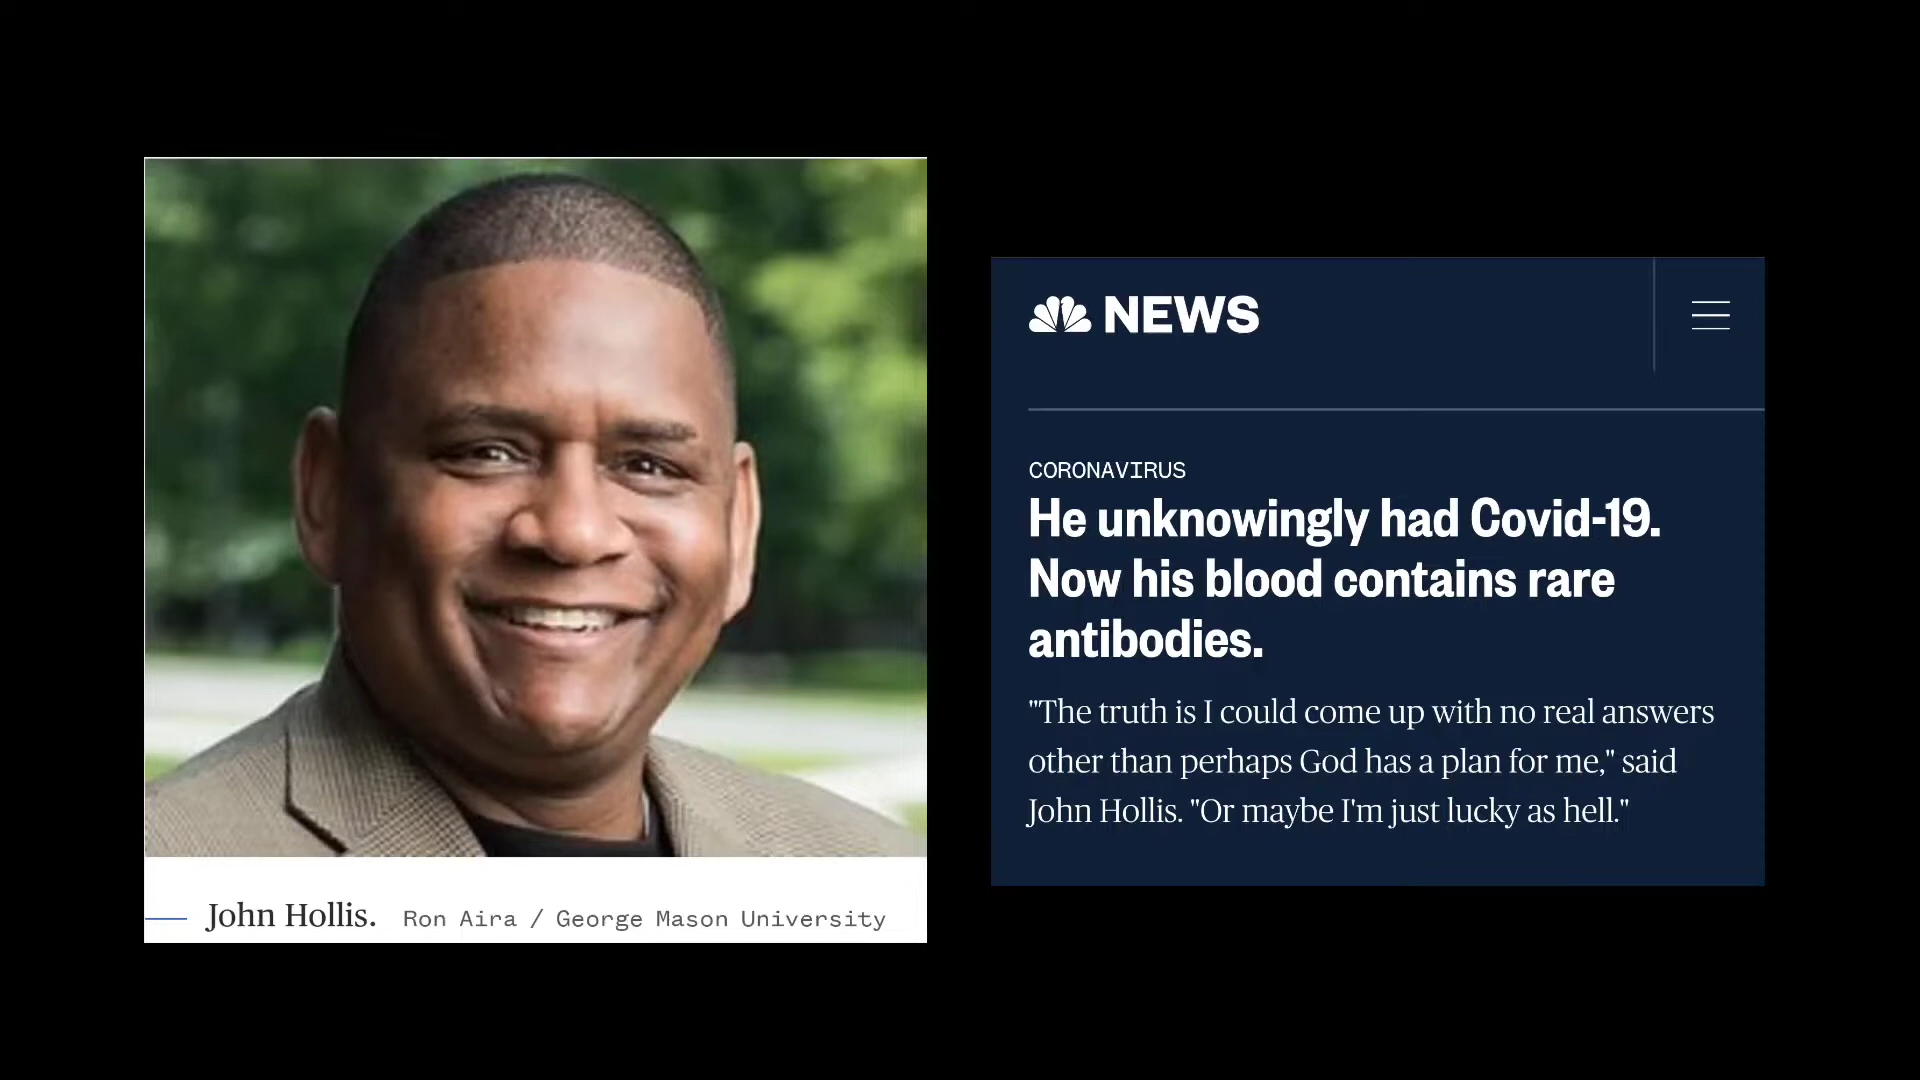 John Hollis. Ron Aira / George Mason University
NEWS
CORONAVIRUS
He unknowingly had Covid-19.
Now his blood contains rare
antibodies.
"The truth is I could come up with no real answers
other than perhaps God has a plan for me," said
John Hollis. "Or maybe I'm just lucky as hell."